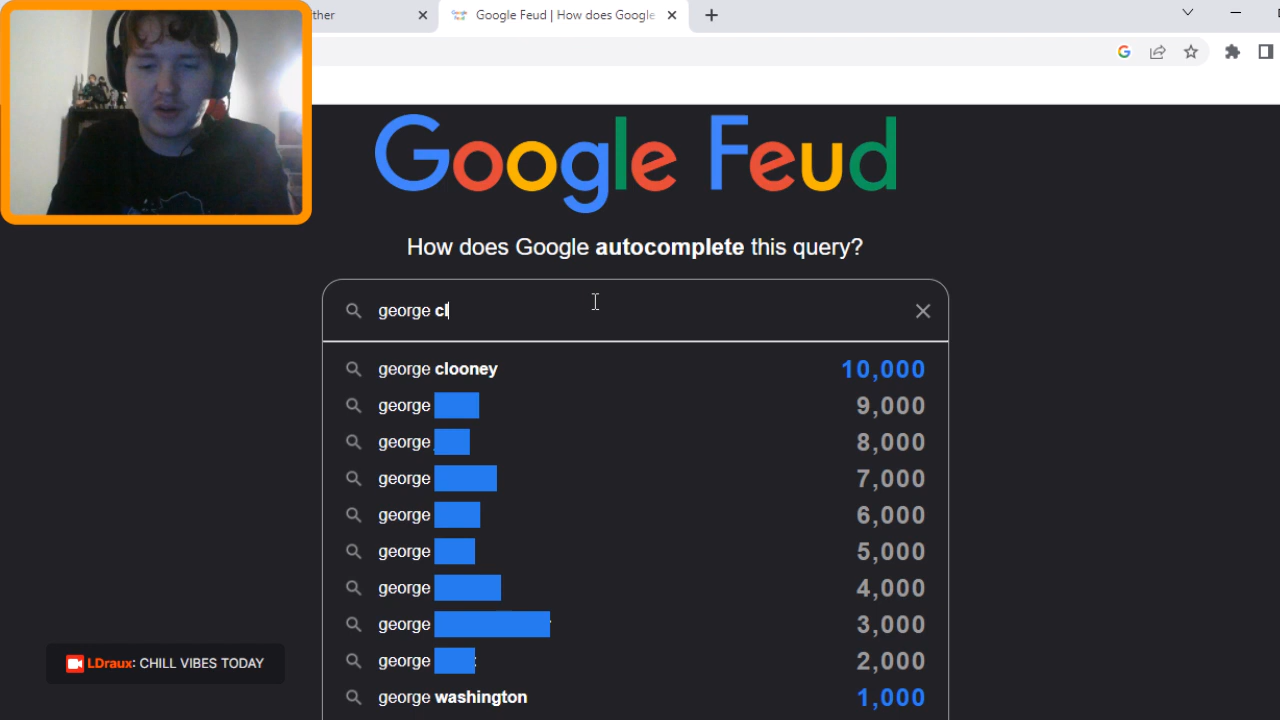 ther
Google Feud | How does Google
Google Feud
How does Google autocomplete this query?
george cl
george clooney 10,000
george 9,000
george 8,000
george 7,000
george 6,000
george 5,000
george 4,000
george 3,000
george 2,000
george washington 1,000
LDraux: CHILL VIBES TODAY